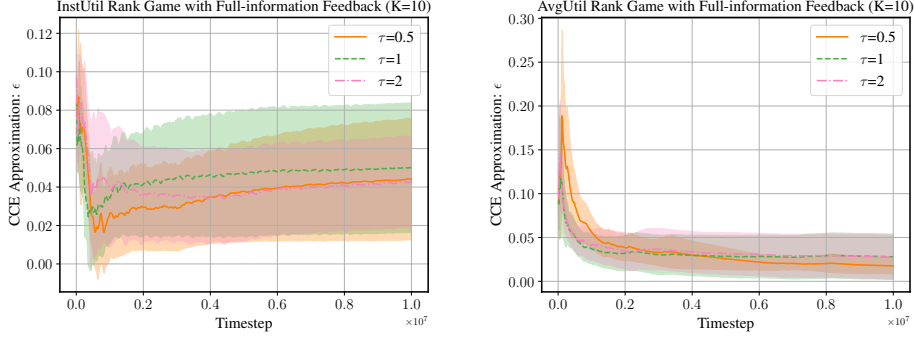 InstUtil Rank Game with Full-information Feedback (K=10)
CCE Approximation: ϵ
0.12
0.10
0.08
0.06
0.04
0.02
0.00
τ=0.5
τ=1
τ=2
0.0 0.2 0.4 0.6 0.8 1.0
×10⁷
Timestep
AvgUtil Rank Game with Full-information Feedback (K=10)
CCE Approximation: ϵ
0.30
0.25
0.20
0.15
0.10
0.05
0.00
τ=0.5
τ=1
τ=2
0.0 0.2 0.4 0.6 0.8 1.0
×10⁷
Timestep